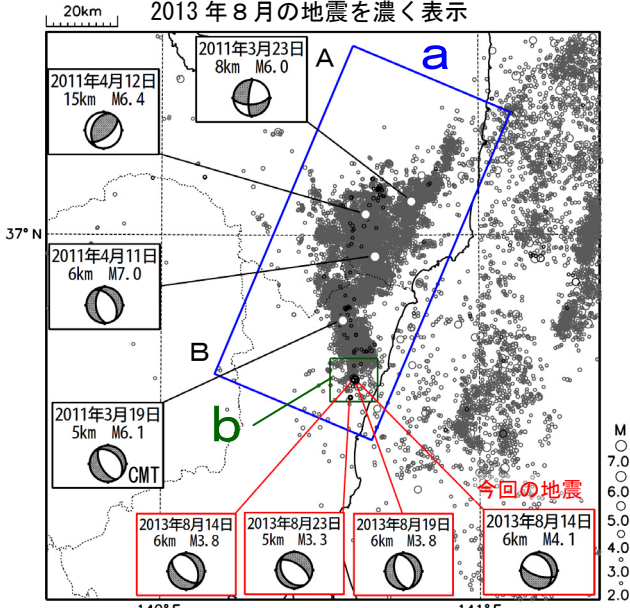 20km
2013年８月の地震を濃く表示
2011年3月23日
8km M6.0
A
a
2011年4月12日
15km M6.4
37°N
2011年4月11日
6km M7.0
B
b
2011年3月19日
5km M6.1
CMT
今回の地震
2013年8月14日
6km M3.8
2013年8月23日
5km M3.3
2013年8月19日
6km M3.8
2013年8月14日
6km M4.1
M
7.0
6.0
5.0
4.0
3.0
2.0